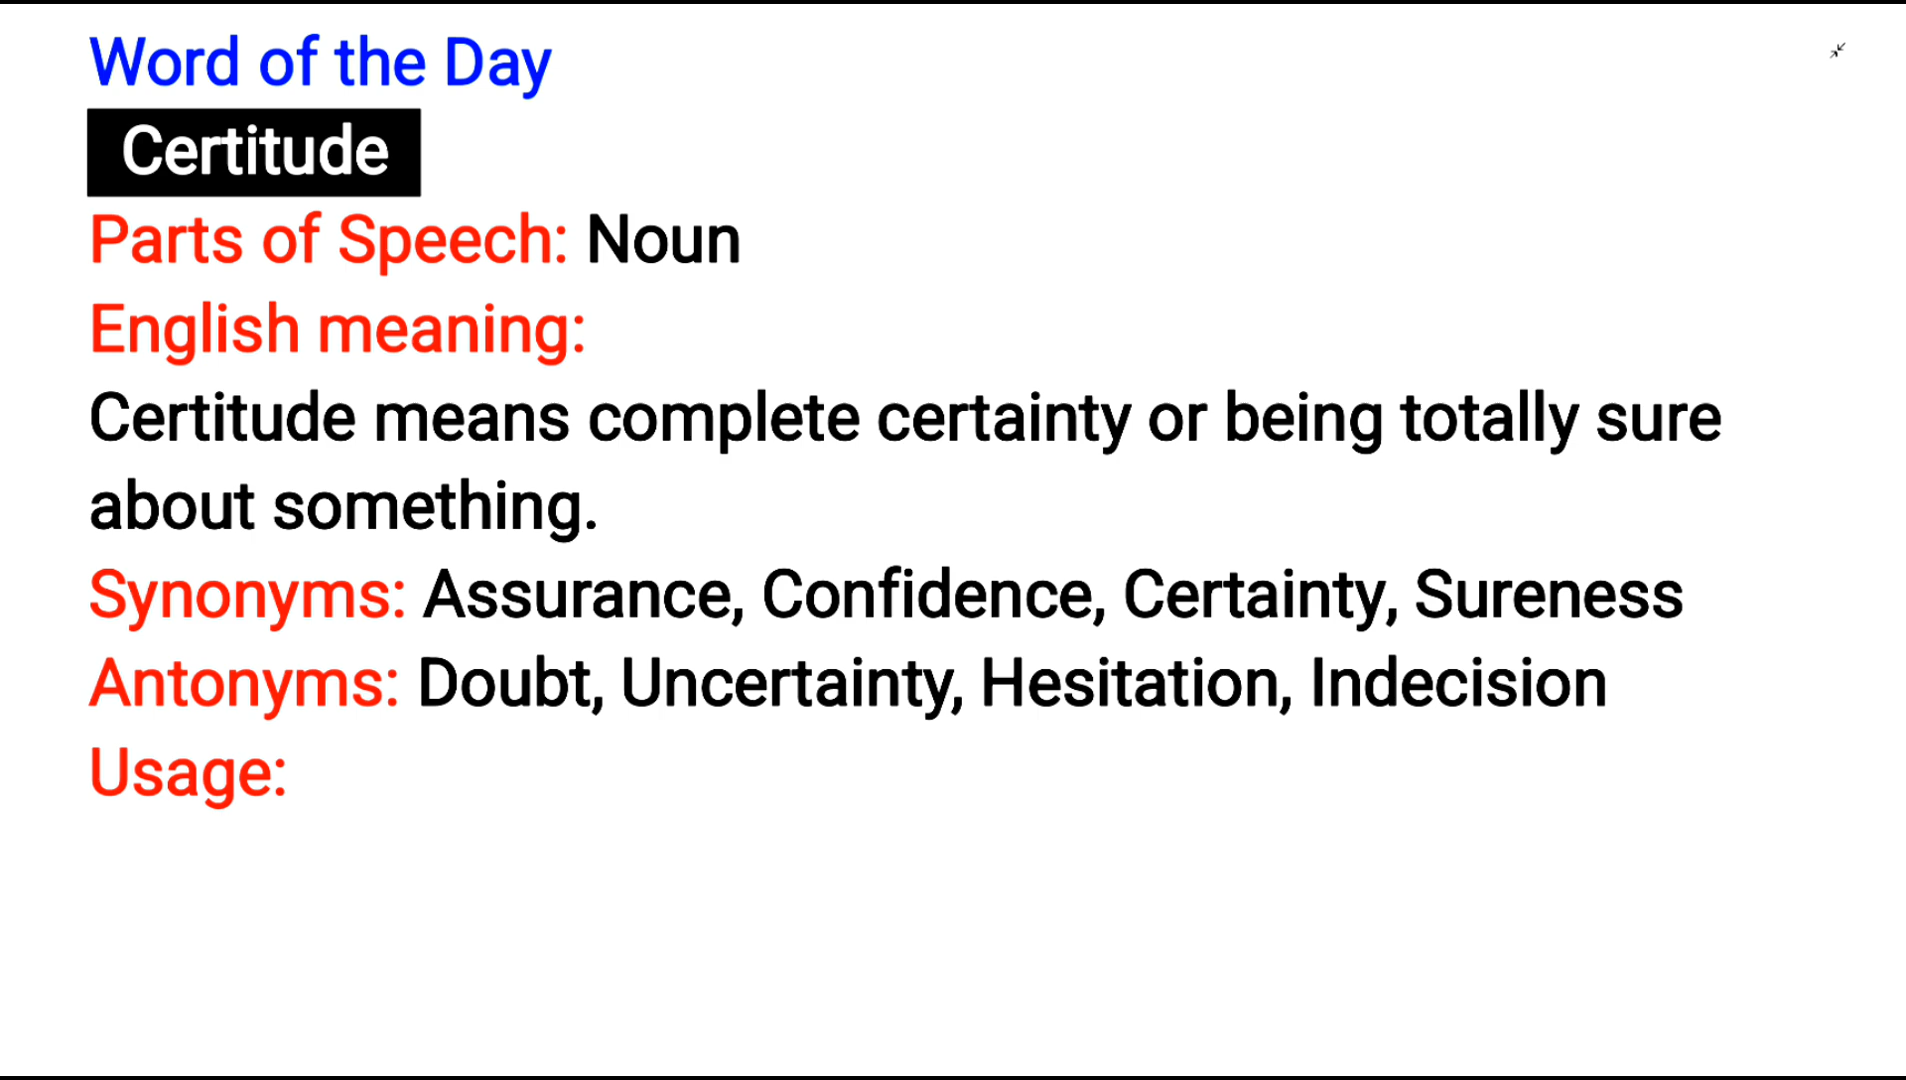 Word of the Day
Certitude
Parts of Speech: Noun
English meaning:
Certitude means complete certainty or being totally sure
about something.
Synonyms: Assurance, Confidence, Certainty, Sureness
Antonyms: Doubt, Uncertainty, Hesitation, Indecision
Usage: